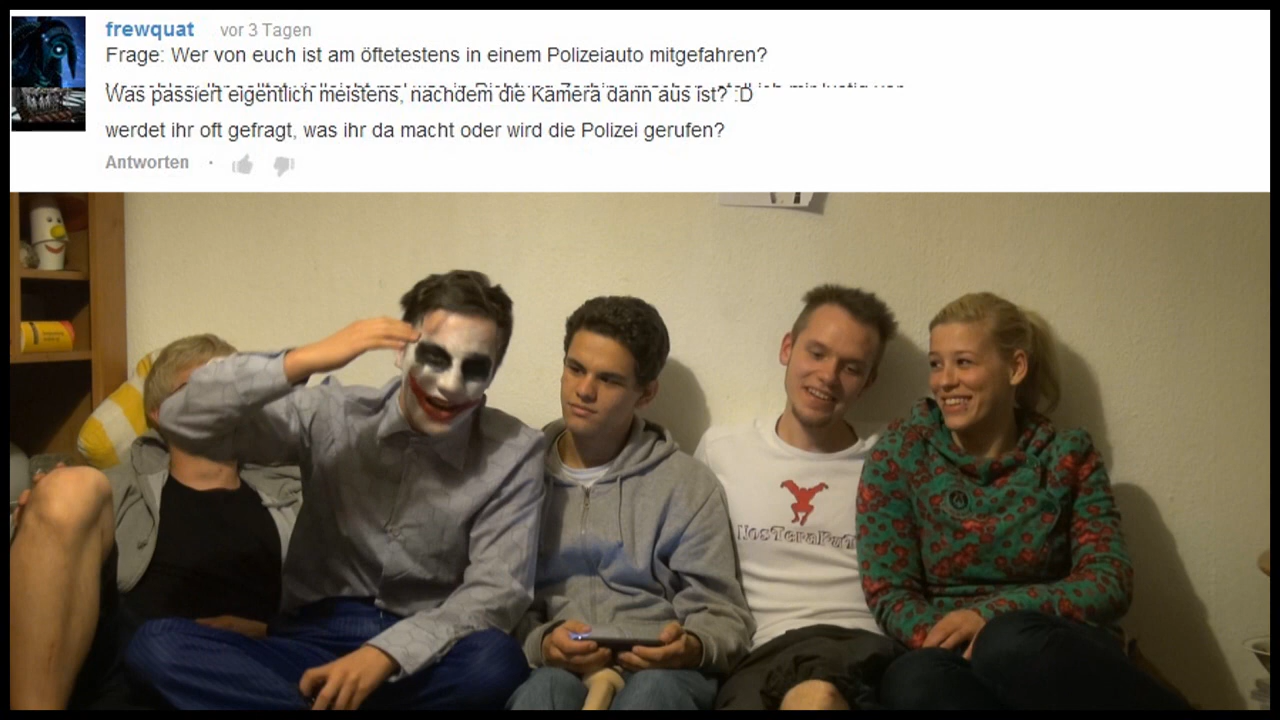 frewquat vor 3 Tagen
Frage: Wer von euch ist am öftetestens in einem Polizeiauto mitgefahren?
Was passiert eigentlich meistens, nachdem die Kamera dann aus ist? :D
werdet ihr oft gefragt, was ihr da macht oder wird die Polizei gerufen?
Antworten ·